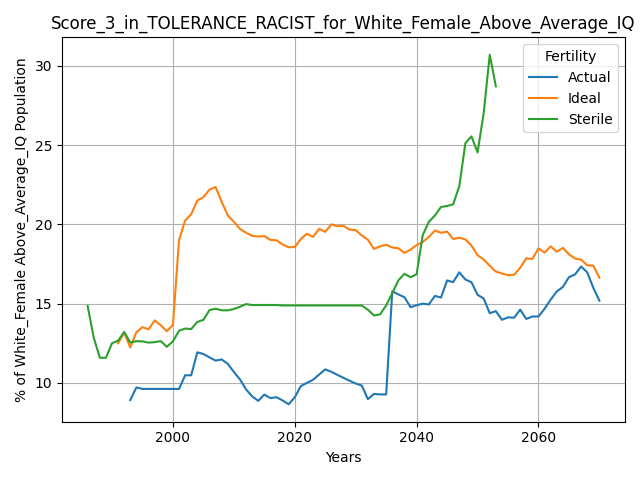 Score_3_in_TOLERANCE_RACIST_for_White_Female_Above_Average_IQ
% of White_Female Above_Average_IQ Population
30
25
20
15
10
Fertility
Actual
Ideal
Sterile
2000
2020
2040
2060
Years